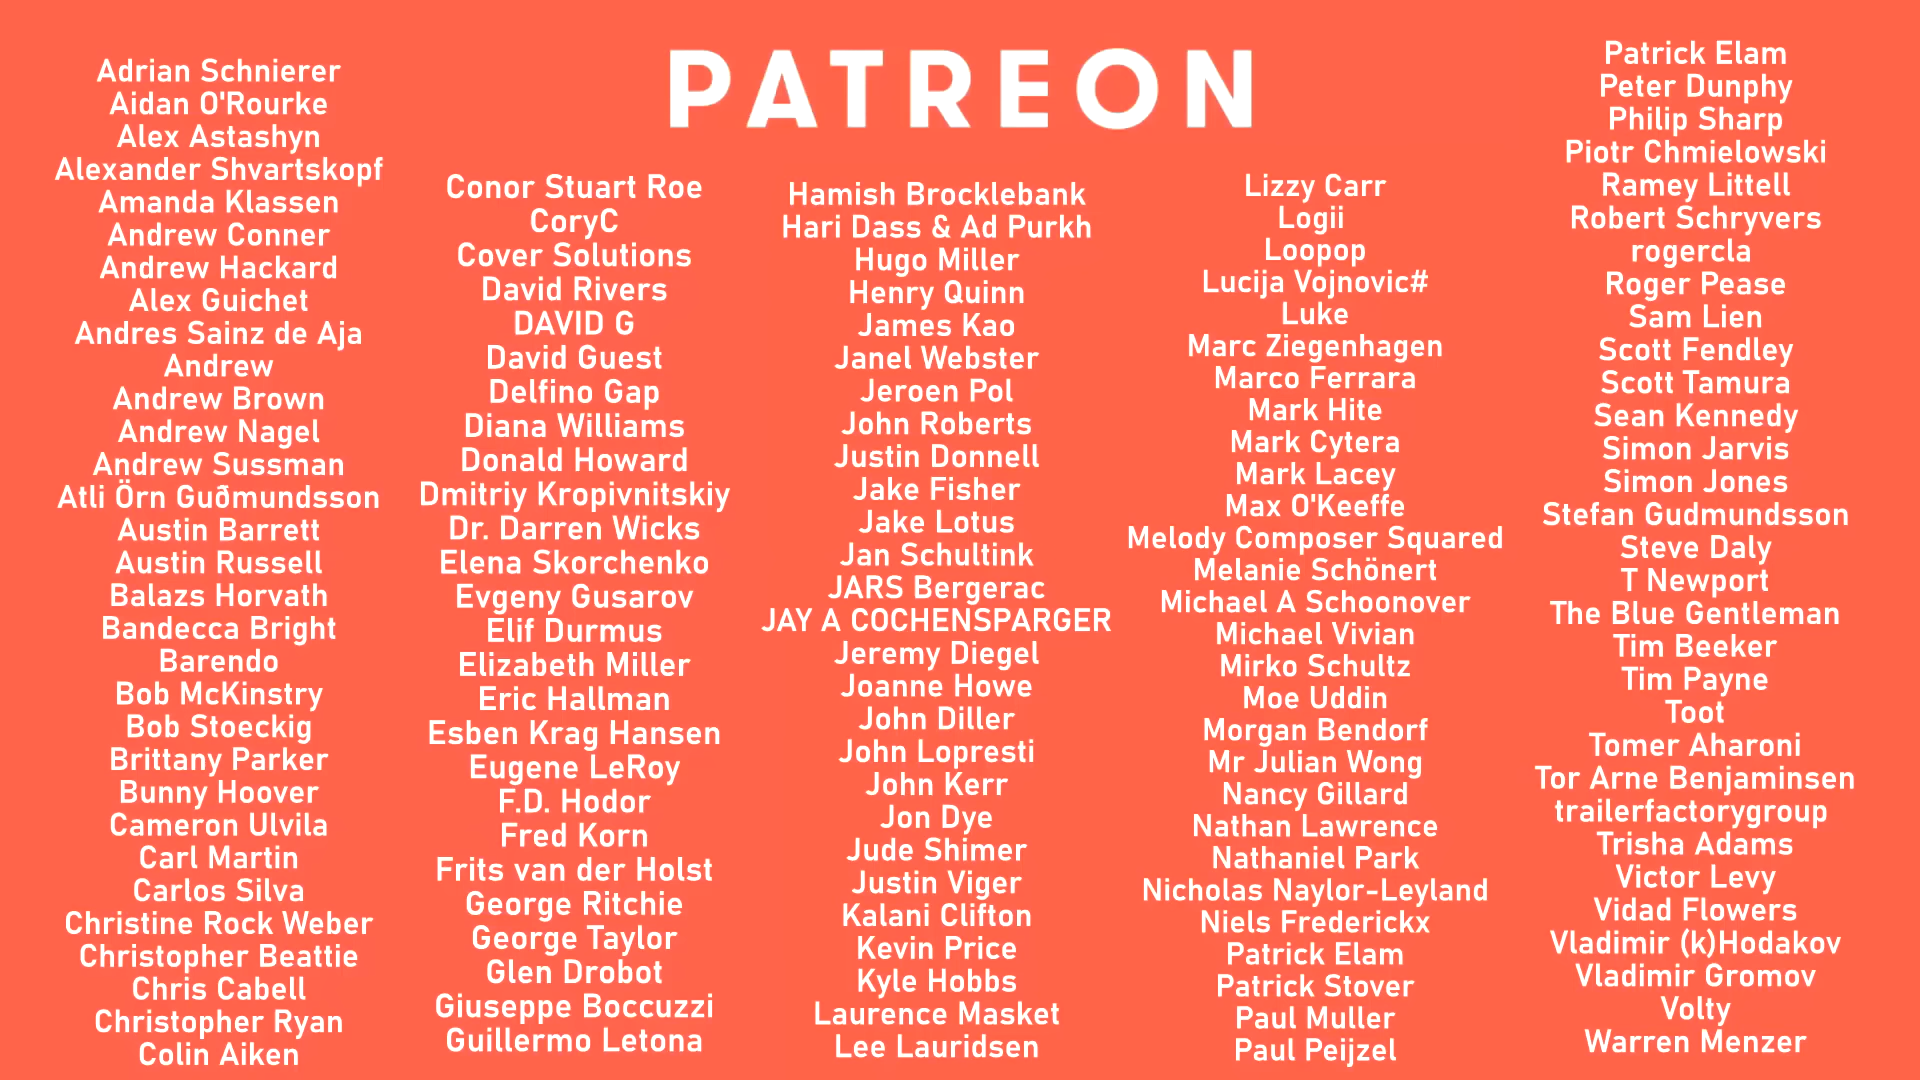 PATREON
Adrian Schnierer
Aidan O'Rourke
Alex Astashyn
Alexander Shvartskopf
Amanda Klassen
Andrew Conner
Andrew Hackard
Alex Guichet
Andres Sainz de Aja
Andrew
Andrew Brown
Andrew Nagel
Andrew Sussman
Atli Örn Guðmundsson
Austin Barrett
Austin Russell
Balazs Horvath
Bandecca Bright
Barendo
Bob McKinstry
Bob Stoeckig
Brittany Parker
Bunny Hoover
Cameron Ulvila
Carl Martin
Carlos Silva
Christine Rock Weber
Christopher Beattie
Chris Cabell
Christopher Ryan
Colin Aiken
Conor Stuart Roe
CoryC
Cover Solutions
David Rivers
DAVID G
David Guest
Delfino Gap
Diana Williams
Donald Howard
Dmitriy Kropivnitskiy
Dr. Darren Wicks
Elena Skorchenko
Evgeny Gusarov
Elif Durmus
Elizabeth Miller
Eric Hallman
Esben Krag Hansen
Eugene LeRoy
F.D. Hodor
Fred Korn
Frits van der Holst
George Ritchie
George Taylor
Glen Drobot
Giuseppe Boccuzzi
Guillermo Letona
Hamish Brocklebank
Hari Dass & Ad Purkh
Hugo Miller
Henry Quinn
James Kao
Janel Webster
Jeroen Pol
John Roberts
Justin Donnell
Jake Fisher
Jake Lotus
Jan Schultink
JARS Bergerac
JAY A COCHENSPARGER
Jeremy Diegel
Joanne Howe
John Diller
John Lopresti
John Kerr
Jon Dye
Jude Shimer
Justin Viger
Kalani Clifton
Kevin Price
Kyle Hobbs
Laurence Masket
Lee Lauridsen
Lizzy Carr
Logii
Loopop
Lucija Vojnovic#
Luke
Marc Ziegenhagen
Marco Ferrara
Mark Hite
Mark Cytera
Mark Lacey
Max O'Keeffe
Melody Composer Squared
Melanie Schönert
Michael A Schoonover
Michael Vivian
Mirko Schultz
Moe Uddin
Morgan Bendorf
Mr Julian Wong
Nancy Gillard
Nathan Lawrence
Nathaniel Park
Nicholas Naylor-Leyland
Niels Frederickx
Patrick Elam
Patrick Stover
Paul Muller
Paul Peijzel
Patrick Elam
Peter Dunphy
Philip Sharp
Piotr Chmielowski
Ramey Littell
Robert Schryvers
rogercla
Roger Pease
Sam Lien
Scott Fendley
Scott Tamura
Sean Kennedy
Simon Jarvis
Simon Jones
Stefan Gudmundsson
Steve Daly
T Newport
The Blue Gentleman
Tim Beeker
Tim Payne
Toot
Tomer Aharoni
Tor Arne Benjaminsen
trailerfactorygroup
Trisha Adams
Victor Levy
Vidad Flowers
Vladimir (k)Hodakov
Vladimir Gromov
Volty
Warren Menzer